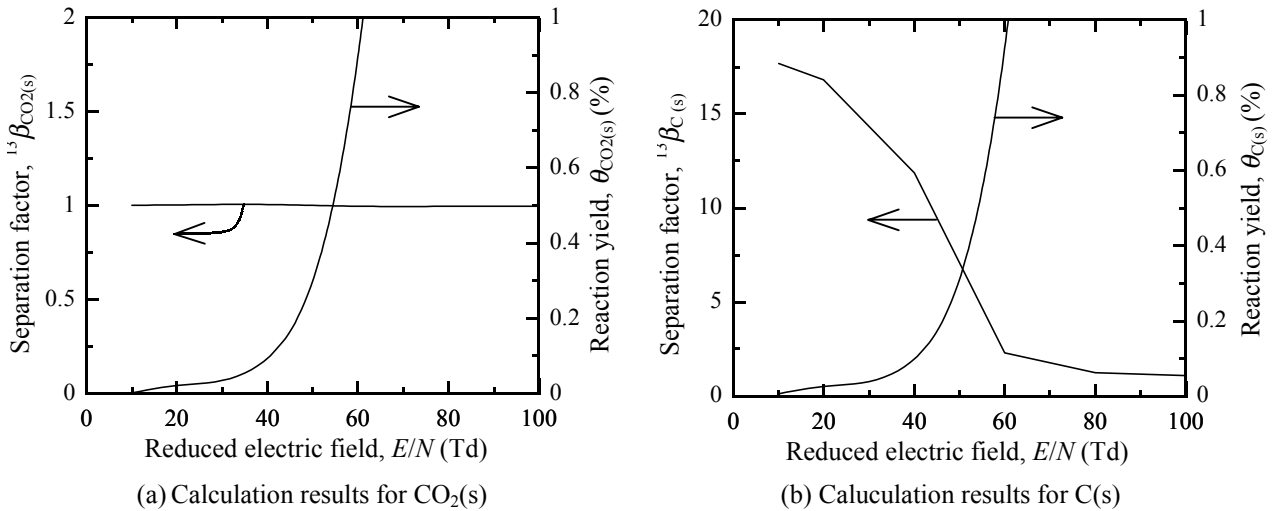 2
1.5
1
0.5
0
1
0.8
0.6
0.4
0.2
0
0 20 40 60 80 100
Separation factor, ¹³βCO2(s)
Reaction yield, θCO2(s) (%)
Reduced electric field, E/N (Td)
(a) Calculation results for CO₂(s)
20
15
10
5
0
1
0.8
0.6
0.4
0.2
0
0 20 40 60 80 100
Separation factor, ¹³βC (s)
Reaction yield, θC(s) (%)
Reduced electric field, E/N (Td)
(b) Caluculation results for C(s)